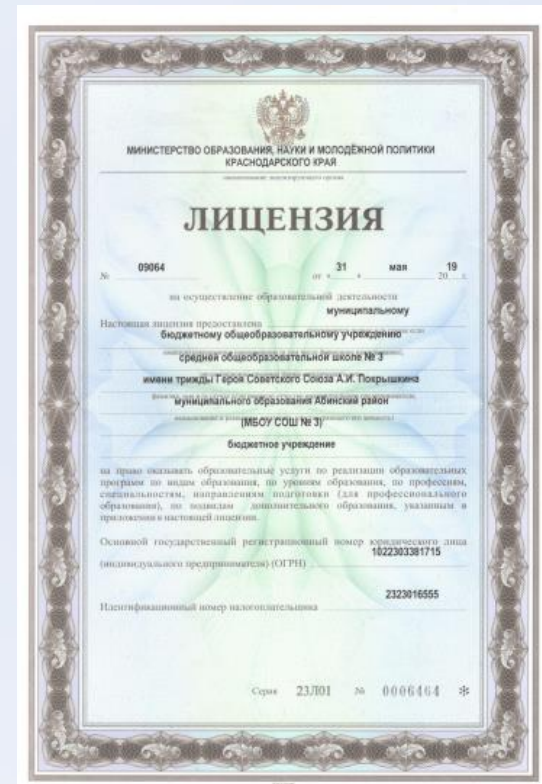 МИНИСТЕРСТВО ОБРАЗОВАНИЯ, НАУКИ И МОЛОДЁЖНОЙ ПОЛИТИКИ
КРАСНОДАРСКОГО КРАЯ
наименование лицензирующего органа
ЛИЦЕНЗИЯ
№ 09064 от « 31 » мая 20 19 г.
на осуществление образовательной деятельности
муниципальному
Настоящая лицензия предоставлена
бюджетному общеобразовательному учреждению
средней общеобразовательной школе № 3
имени трижды Героя Советского Союза А.И. Покрышкина
муниципального образования Абинский район
(МБОУ СОШ № 3)
бюджетное учреждение
на право оказывать образовательные услуги по реализации образовательных
программ по видам образования, по уровням образования, по профессиям,
специальностям, направлениям подготовки (для профессионального
образования), по подвидам дополнительного образования, указанным в
приложении к настоящей лицензии.
Основной государственный регистрационный номер юридического лица
1022303381715
(индивидуального предпринимателя) (ОГРН)
2323016555
Идентификационный номер налогоплательщика
Серия 23Л01 № 0006464 *